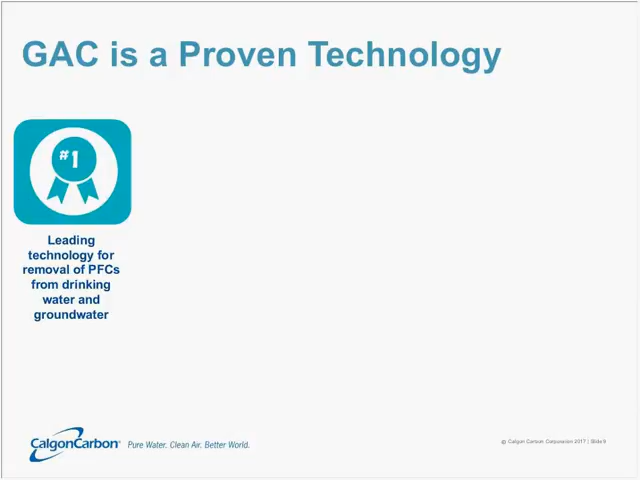 GAC is a Proven Technology
#1
Leading
technology for
removal of PFCs
from drinking
water and
groundwater
CalgonCarbon® Pure Water. Clean Air. Better World.
© Calgon Carbon Corporation 2017 | Slide 9